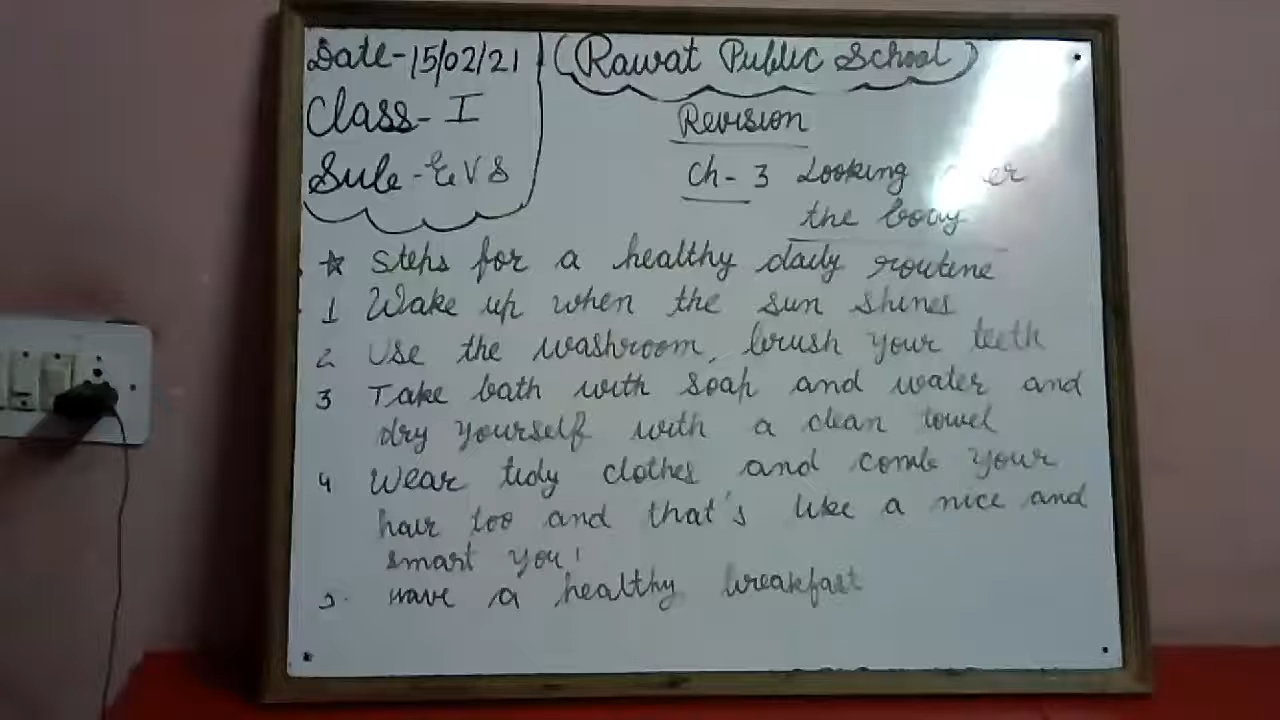 Date-15/02/21
Class-I
Sub-EVS
(Rawat Public School)
Revision
Ch-3 Looking
the body
☆ steps for a healthy daily routine
1 Wake up when the sun shines
2 Use the washroom, brush your teeth
3 Take bath with soap and water and
dry yourself with a clean towel
4 Wear tidy clothes and comb your
hair too and that's like a nice and
smart you!
5. Have a healthy breakfast